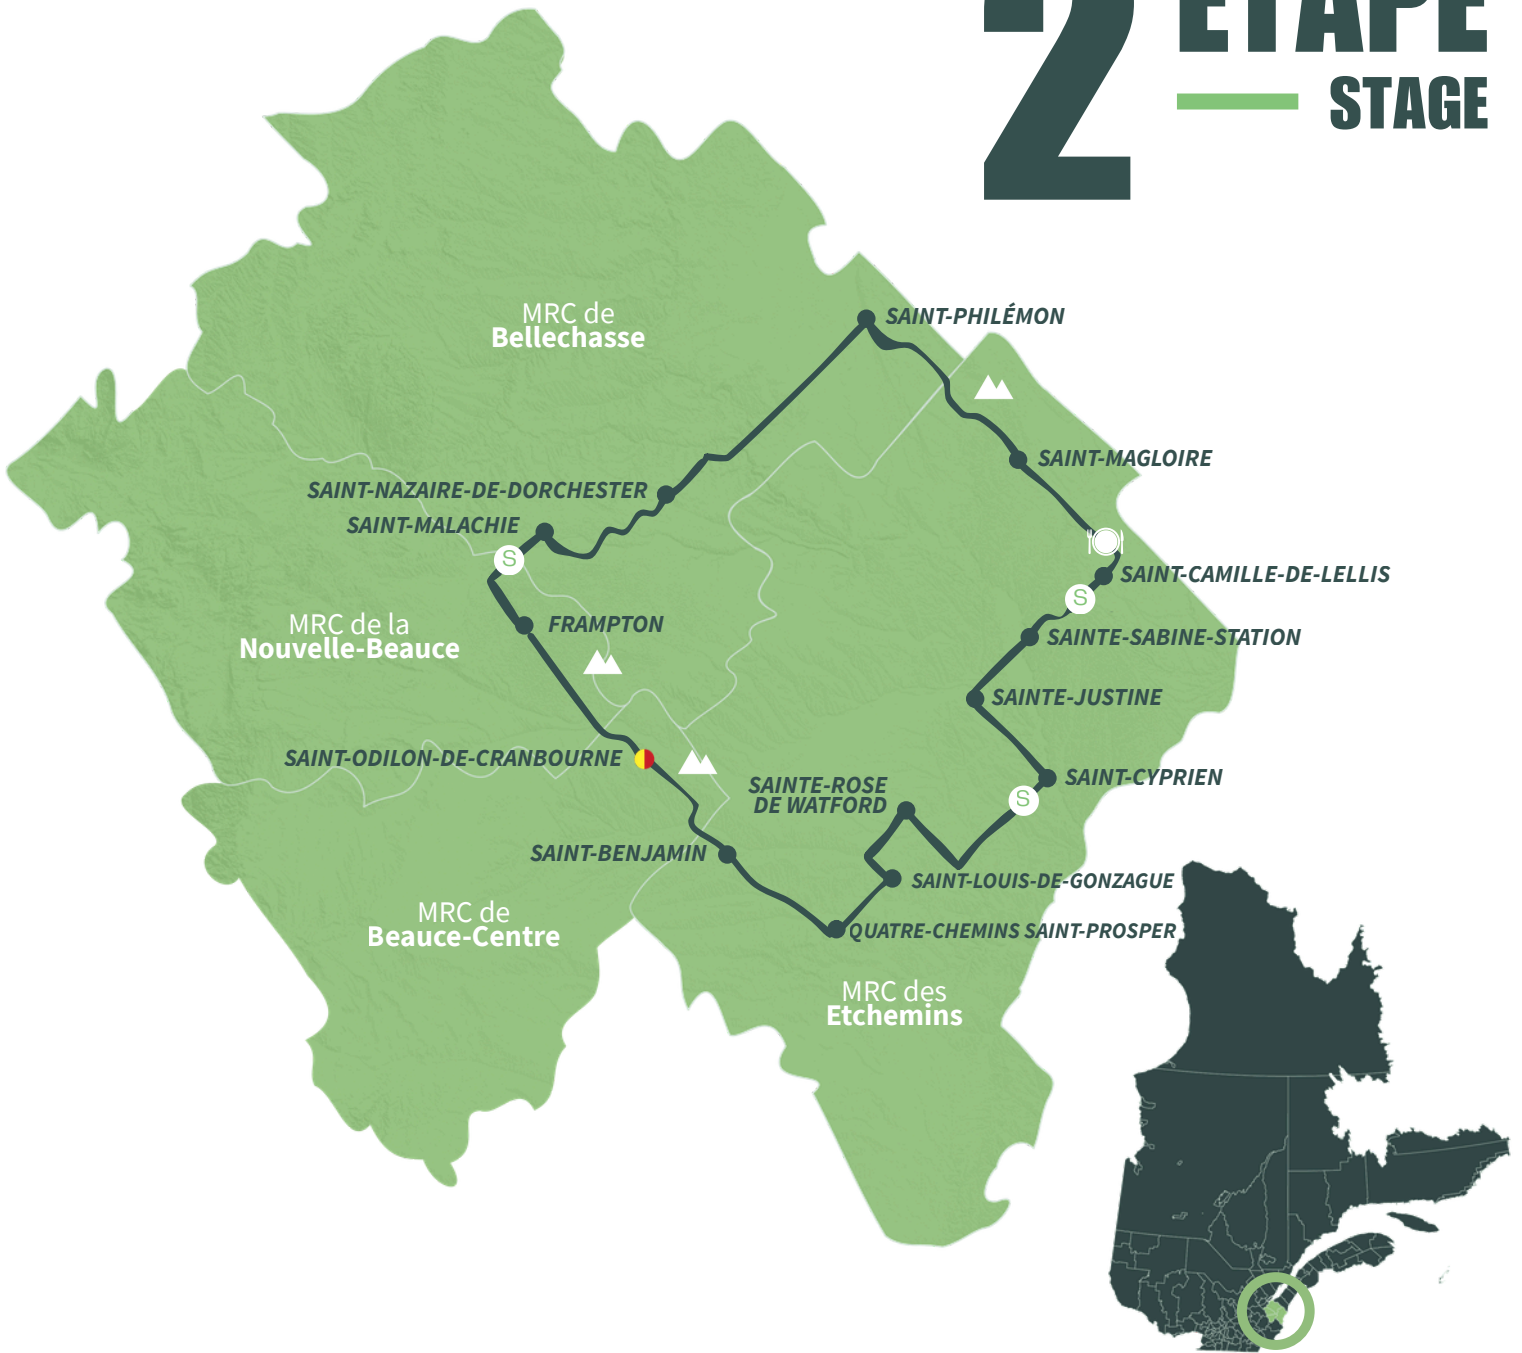 2
ÉTAPE
STAGE
SAINT-PHILÉMON
MRC de
Bellechasse
SAINT-MAGLOIRE
SAINT-NAZAIRE-DE-DORCHESTER
SAINT-MALACHIE
S
SAINT-CAMILLE-DE-LELLIS
S
FRAMPTON
MRC de la
Nouvelle-Beauce
SAINTE-SABINE-STATION
SAINTE-JUSTINE
SAINT-ODILON-DE-CRANBOURNE
SAINT-CYPRIEN
SAINTE-ROSE
DE WATFORD
S
SAINT-BENJAMIN
SAINT-LOUIS-DE-GONZAGUE
MRC de
Beauce-Centre
QUATRE-CHEMINS SAINT-PROSPER
MRC des
Etchemins